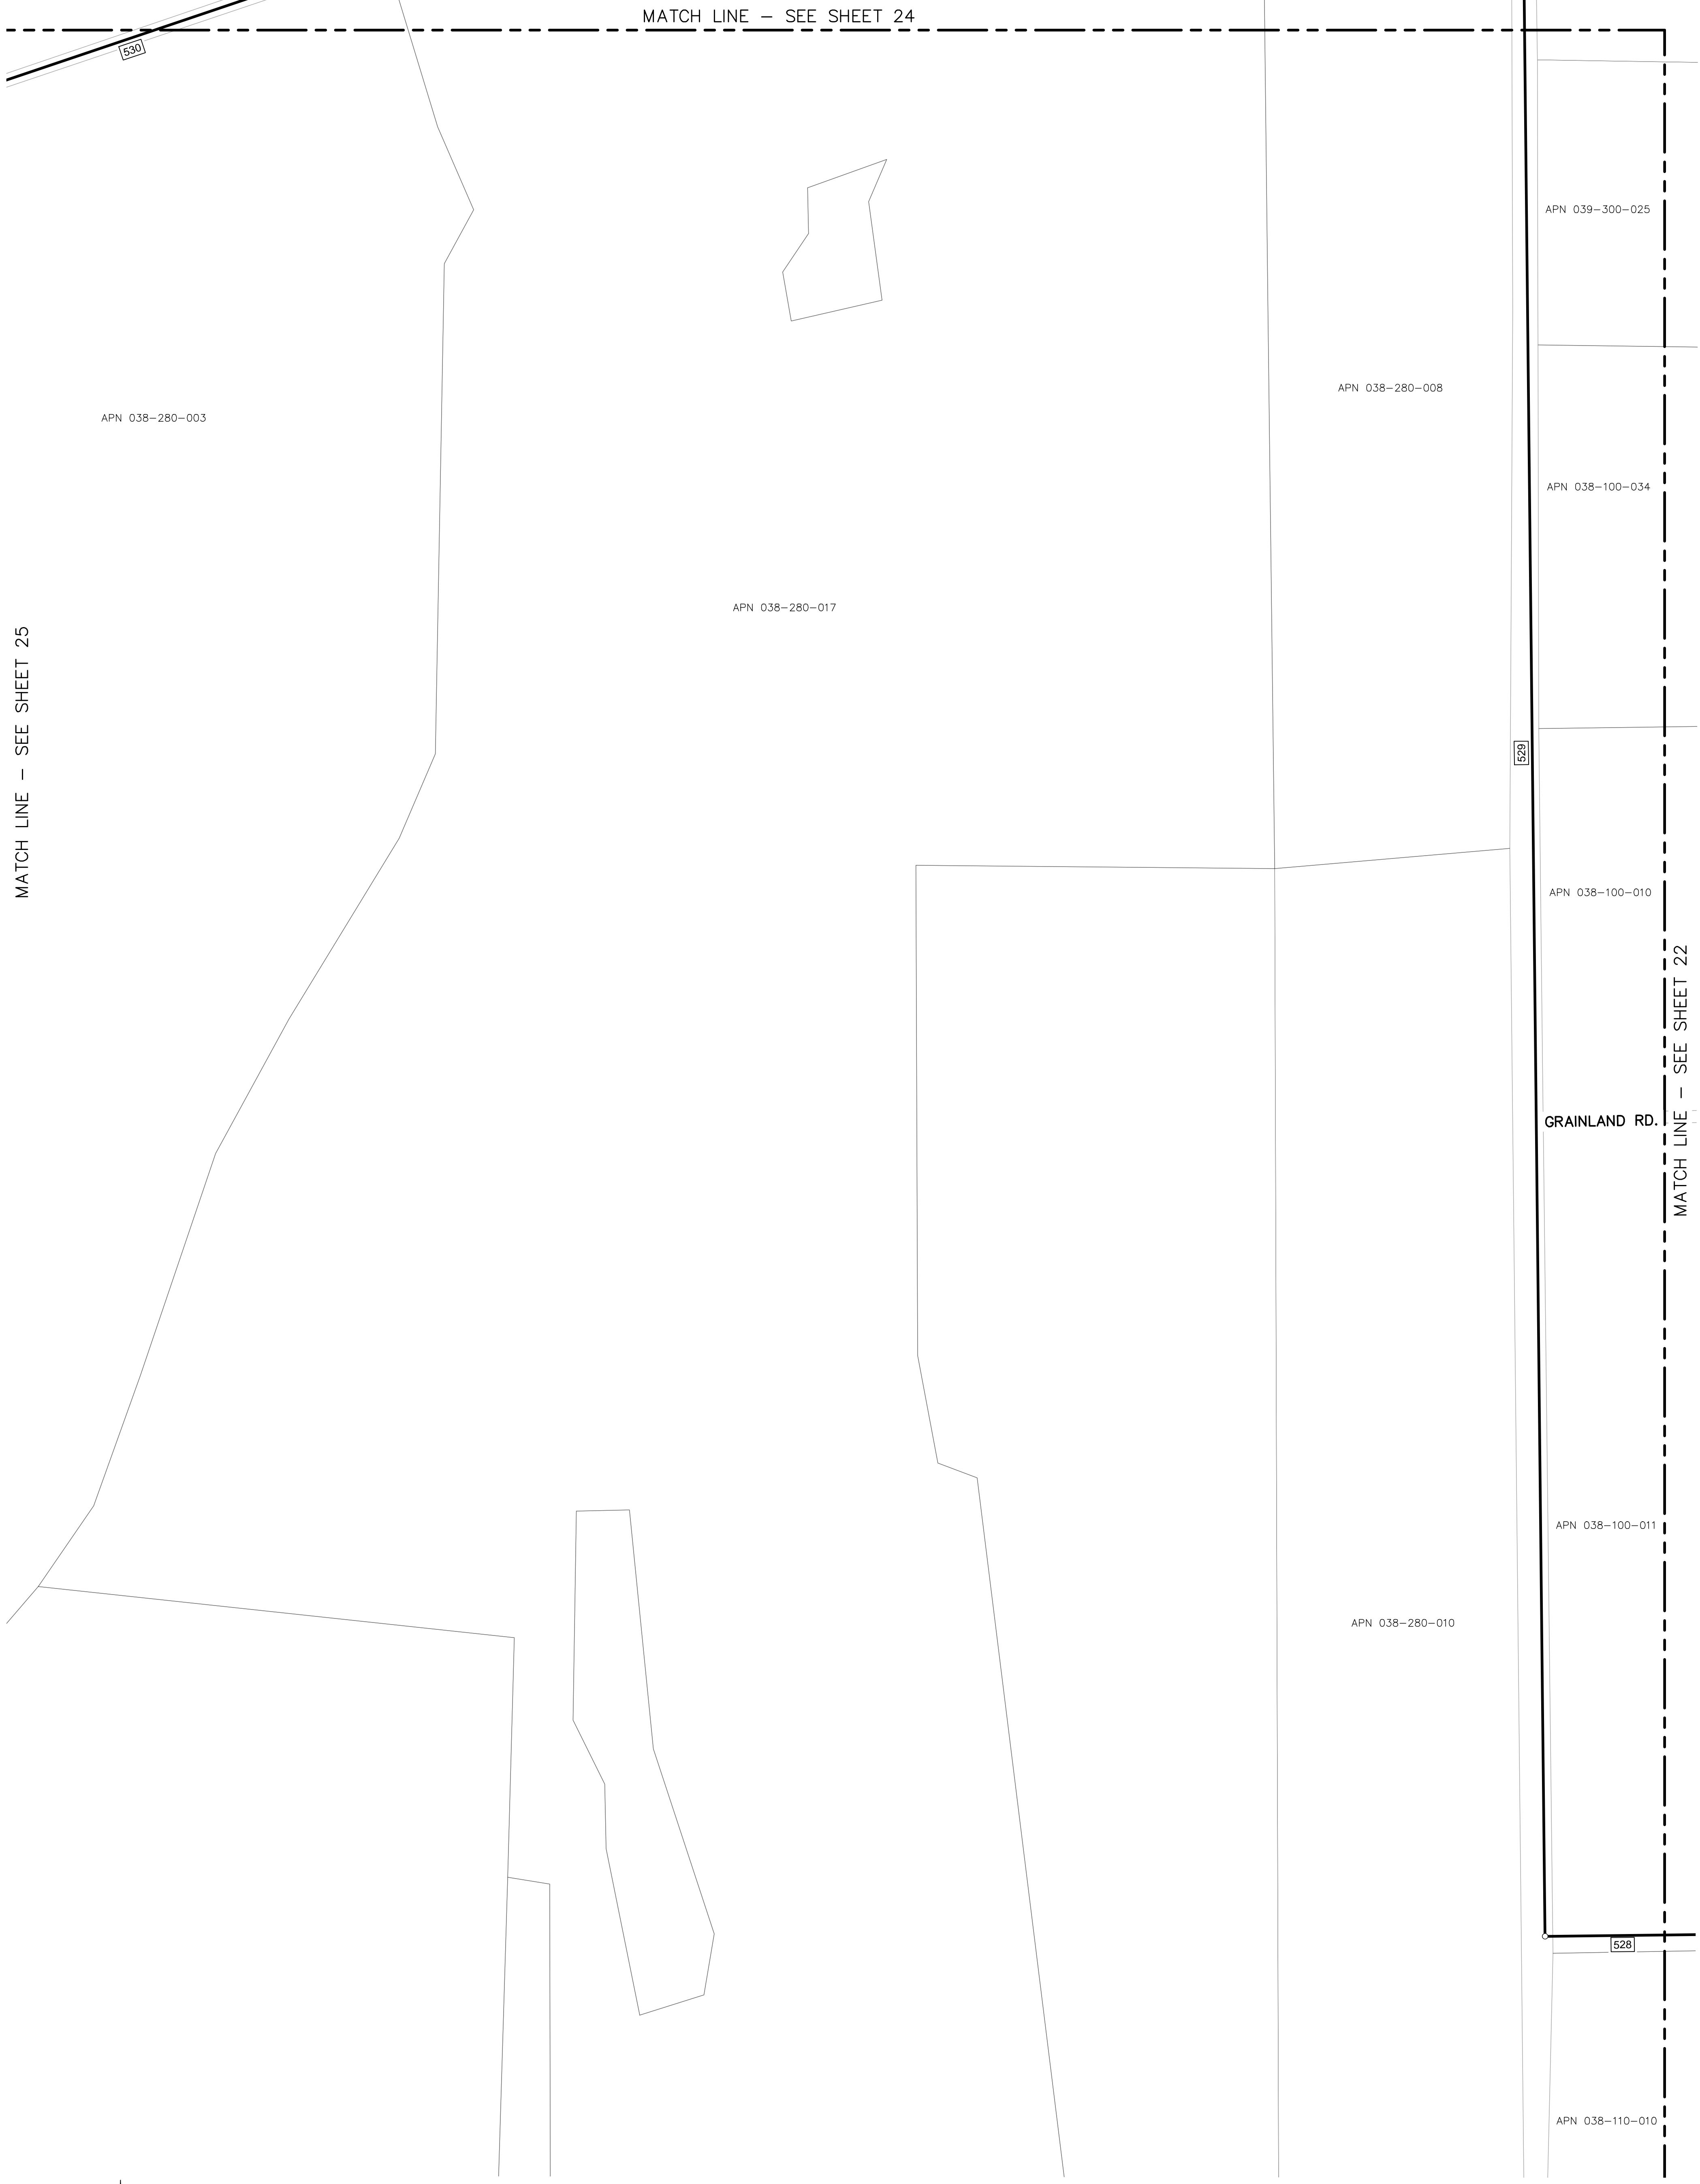 MATCH LINE – SEE SHEET 24
530
APN 039–300–025
APN 038–280–008
APN 038–280–003
APN 038–100–034
APN 038–280–017
MATCH LINE – SEE SHEET 25
529
APN 038–100–010
MATCH LINE – SEE SHEET 22
GRAINLAND RD.
APN 038–100–011
APN 038–280–010
528
APN 038–110–010